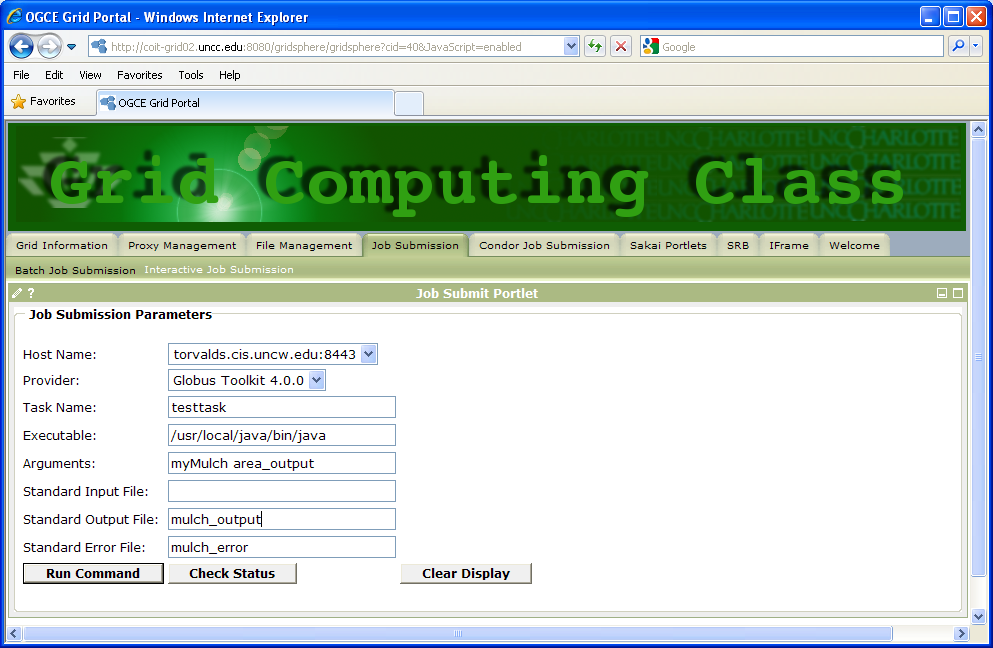 OGCE Grid Portal - Windows Internet Explorer
http://coit-grid02.uncc.edu:8080/gridsphere/gridsphere?cid=40&JavaScript=enabled
Google
File Edit View Favorites Tools Help
Favorites OGCE Grid Portal
CHARLOTTE UNC CHARLOTTE UNC CHARLOTTE
Grid Computing Class
Grid Information Proxy Management File Management Job Submission Condor Job Submission Sakai Portlets SRB IFrame Welcome
Batch Job Submission Interactive Job Submission
? Job Submit Portlet
Job Submission Parameters
Host Name: torvalds.cis.uncw.edu:8443
Provider: Globus Toolkit 4.0.0
Task Name: testtask
Executable: /usr/local/java/bin/java
Arguments: myMulch area_output
Standard Input File:
Standard Output File: mulch_output
Standard Error File: mulch_error
Run Command Check Status Clear Display